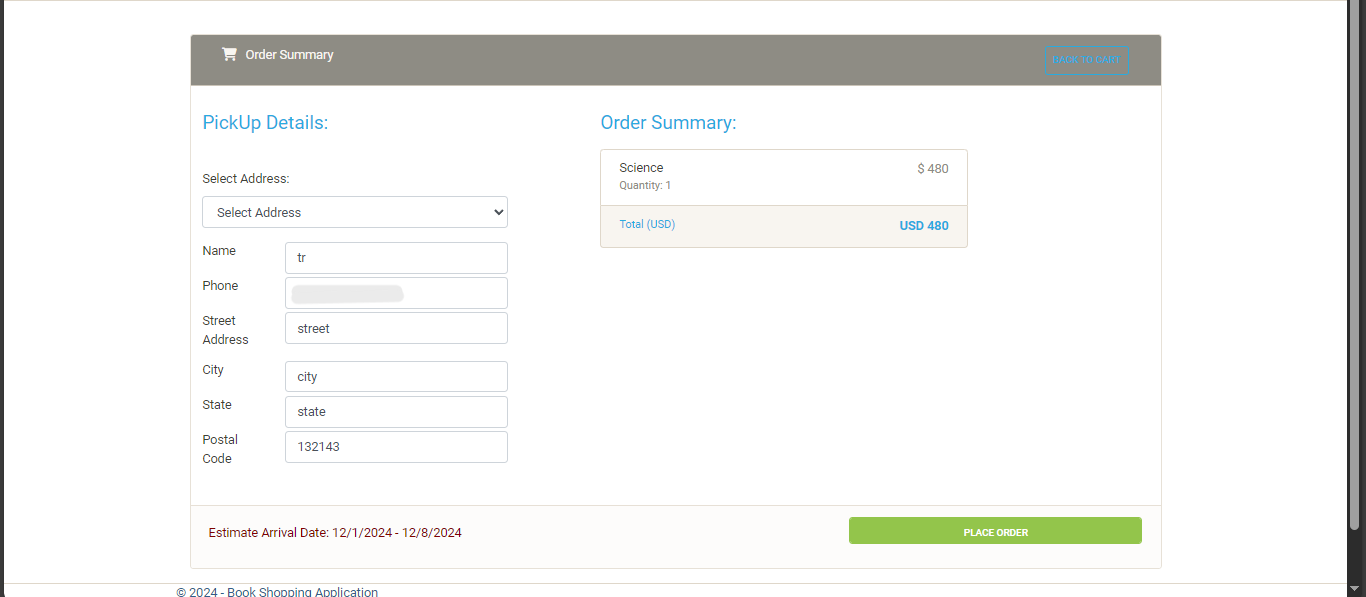 Order Summary
BACK TO CART
PickUp Details:
Select Address:
Select Address
Name
tr
Phone
Street
Address
street
City
city
State
state
Postal
Code
132143
Order Summary:
Science
$ 480
Quantity: 1
Total (USD)
USD 480
Estimate Arrival Date: 12/1/2024 - 12/8/2024
PLACE ORDER
© 2024 - Book Shopping Application